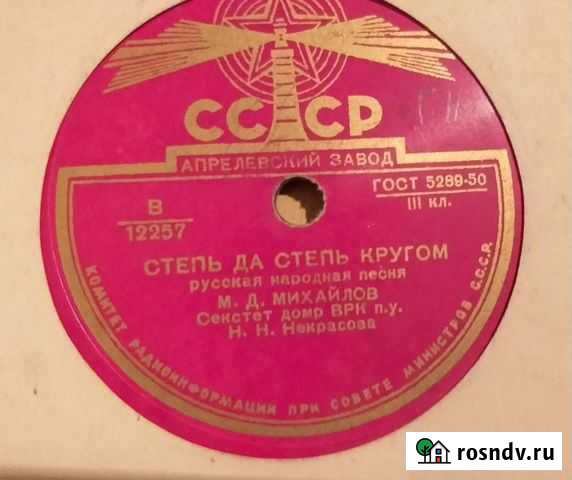 СССР
АПРЕЛЕВСКИЙ ЗАВОД
В
12257
ГОСТ 5289-50
III кл.
СТЕПЬ ДА СТЕПЬ КРУГОМ
русская народная песня
М. Д. МИХАЙЛОВ
Секстет домр ВРК п.у.
Н. Н. Некрасова
КОМИТЕТ РАДИОИНФОРМАЦИИ ПРИ СОВЕТЕ МИНИСТРОВ С.С.С.Р.
rosndv.ru